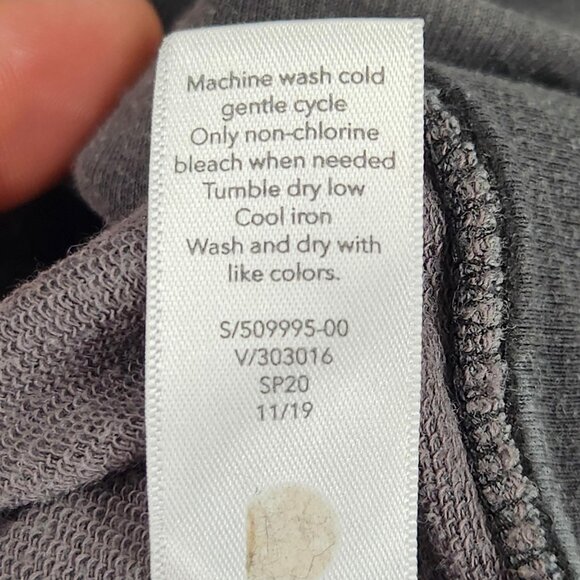 Machine wash cold
gentle cycle
Only non-chlorine
bleach when needed
Tumble dry low
Cool iron
Wash and dry with
like colors.
S/509995-00
V/303016
SP20
11/19